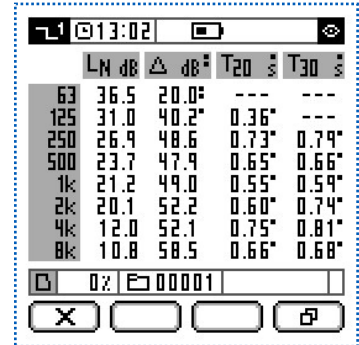 1 13:02
LN dB Δ dB T20 s T30 s
63 36.5 20.0 --- ---
125 31.0 40.2 0.36 ---
250 26.9 48.6 0.73 0.79
500 23.7 47.9 0.65 0.66
1k 21.2 49.0 0.55 0.59
2k 20.1 52.2 0.60 0.74
4k 12.0 52.1 0.75 0.81
8k 10.8 58.5 0.66 0.68
0% 00001
X